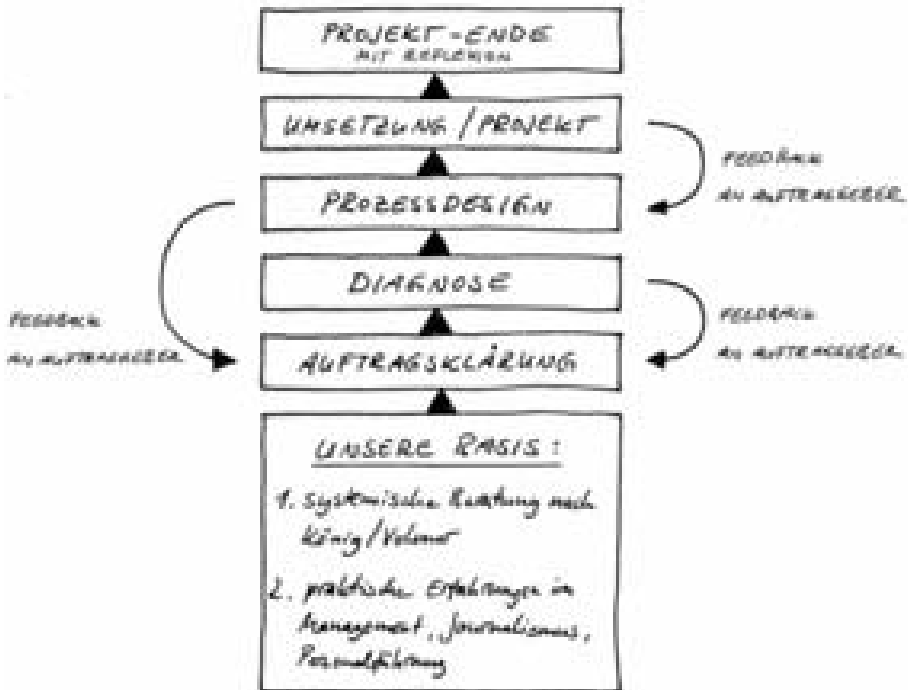 PROJEKT-ENDE
MIT REFLEXION
UMSETZUNG/PROJEKT
FEEDBACK
AN AUFTRAGGEBER
PROZESSDESIGN
DIAGNOSE
FEEDBACK
AN AUFTRAGGEBER
FEEDBACK
AN AUFTRAGGEBER
AUFTRAGSKLÄRUNG
UNSERE BASIS:
1. systemische Beratung nach
König/Volmer
2. praktische Erfahrungen im
Management, Journalismus,
Personalführung